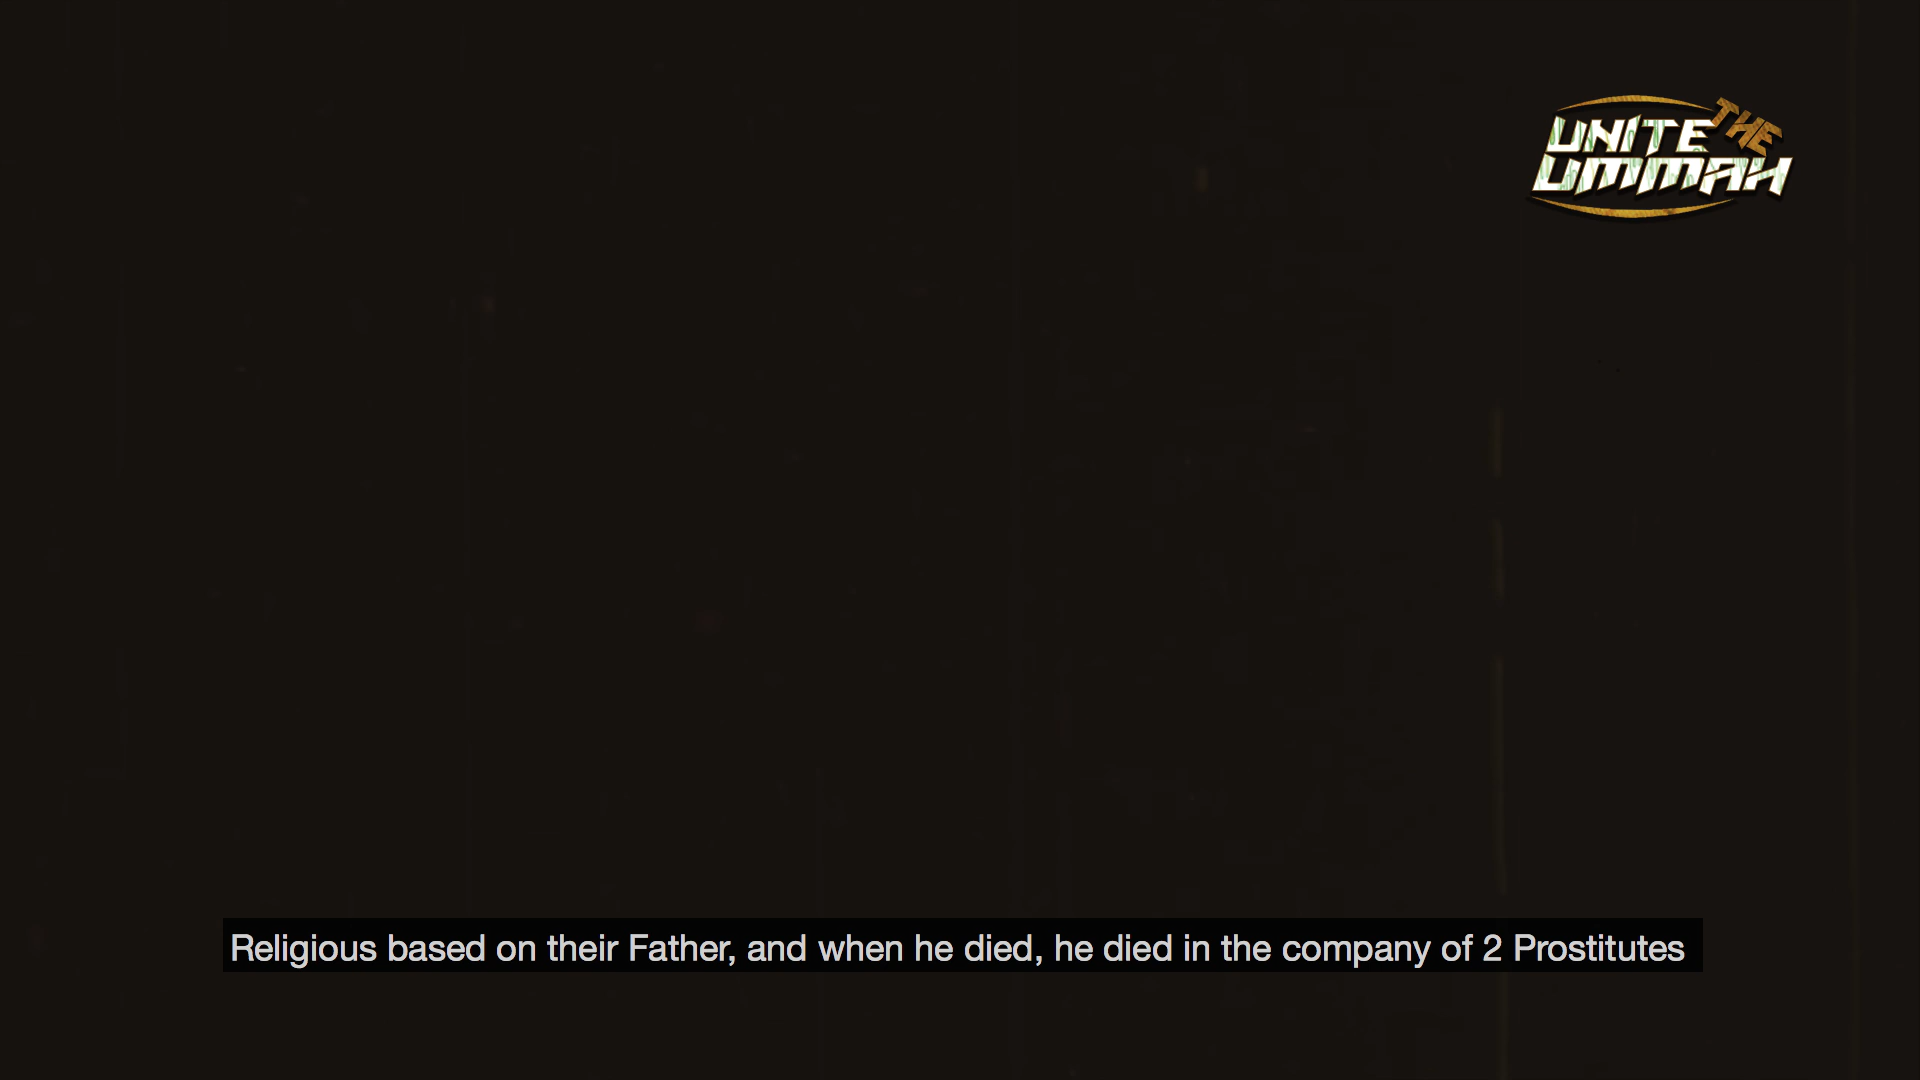 UNITE THE
UMMAH
Religious based on their Father, and when he died, he died in the company of 2 Prostitutes